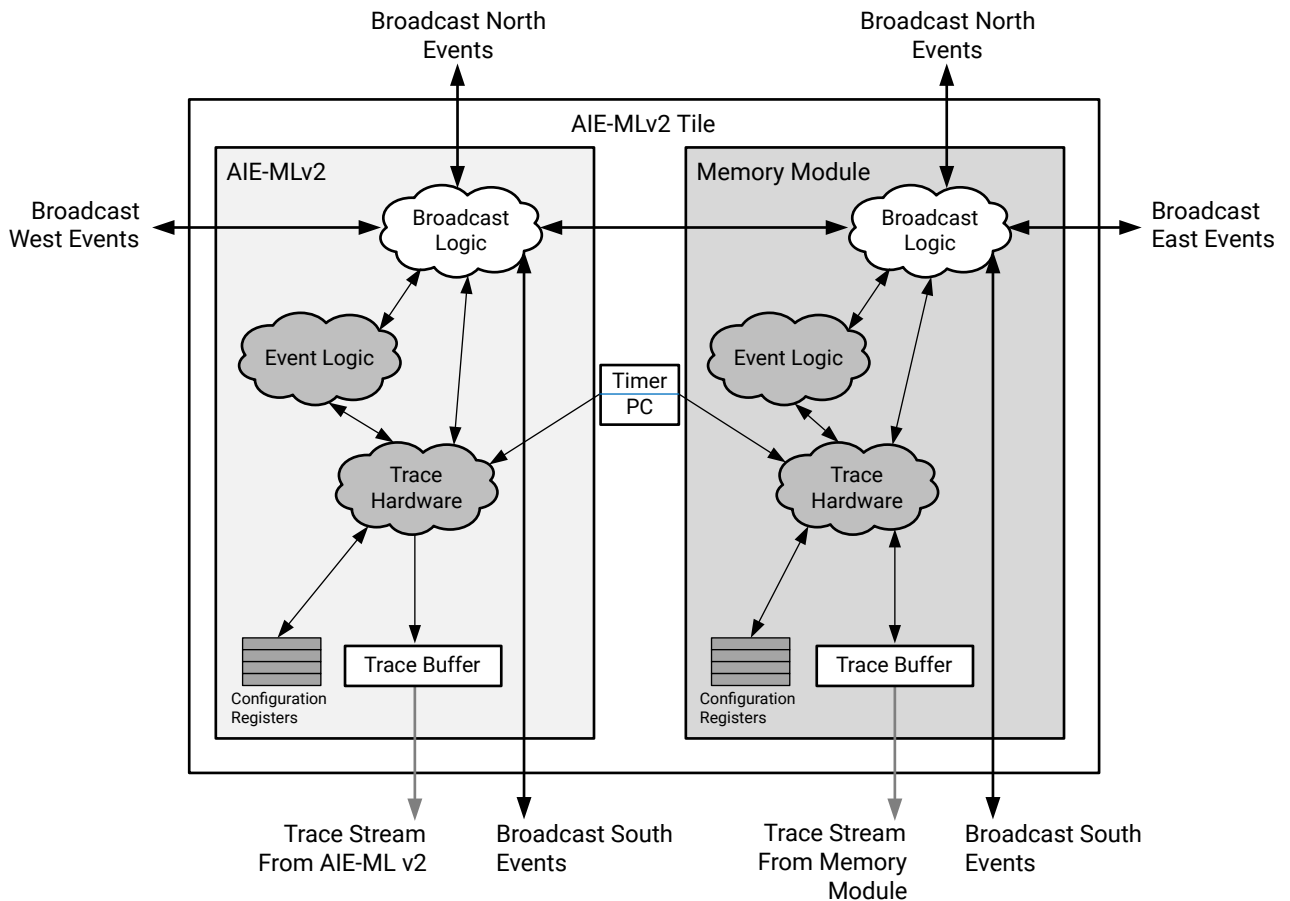 Broadcast North
Events
Broadcast North
Events
AIE-MLv2 Tile
AIE-MLv2
Memory Module
Broadcast
West Events
Broadcast
Logic
Broadcast
Logic
Broadcast
East Events
Event Logic
Timer
PC
Event Logic
Trace
Hardware
Trace
Hardware
Configuration
Registers
Trace Buffer
Configuration
Registers
Trace Buffer
Trace Stream
From AIE-ML v2
Broadcast South
Events
Trace Stream
From Memory
Module
Broadcast South
Events